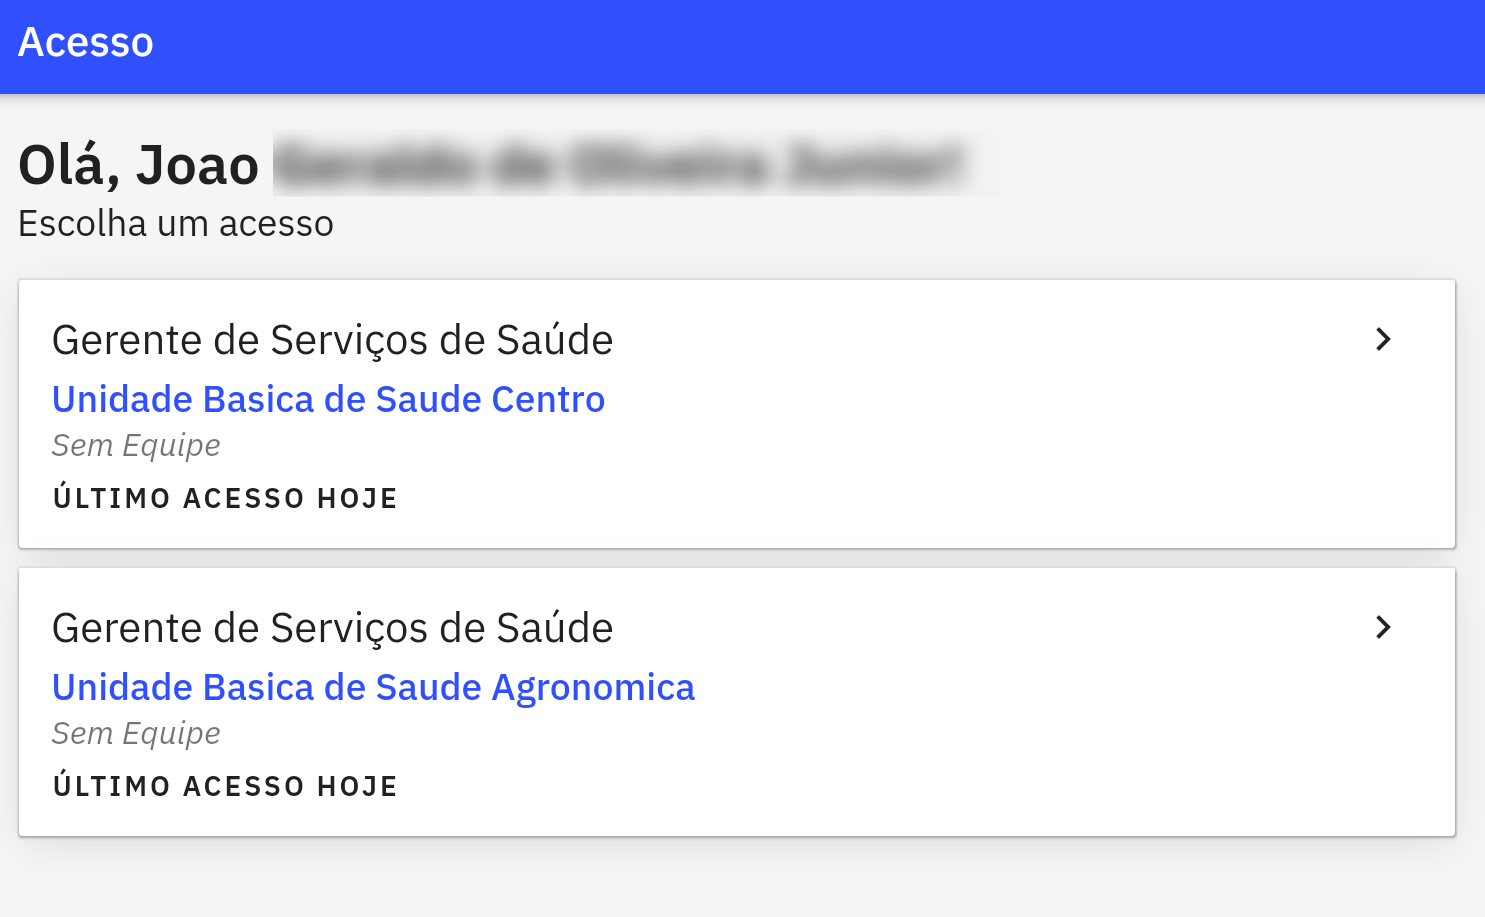 Acesso
Olá, Joao
Escolha um acesso
Gerente de Serviços de Saúde
Unidade Basica de Saude Centro
Sem Equipe
ÚLTIMO ACESSO HOJE
Gerente de Serviços de Saúde
Unidade Basica de Saude Agronomica
Sem Equipe
ÚLTIMO ACESSO HOJE